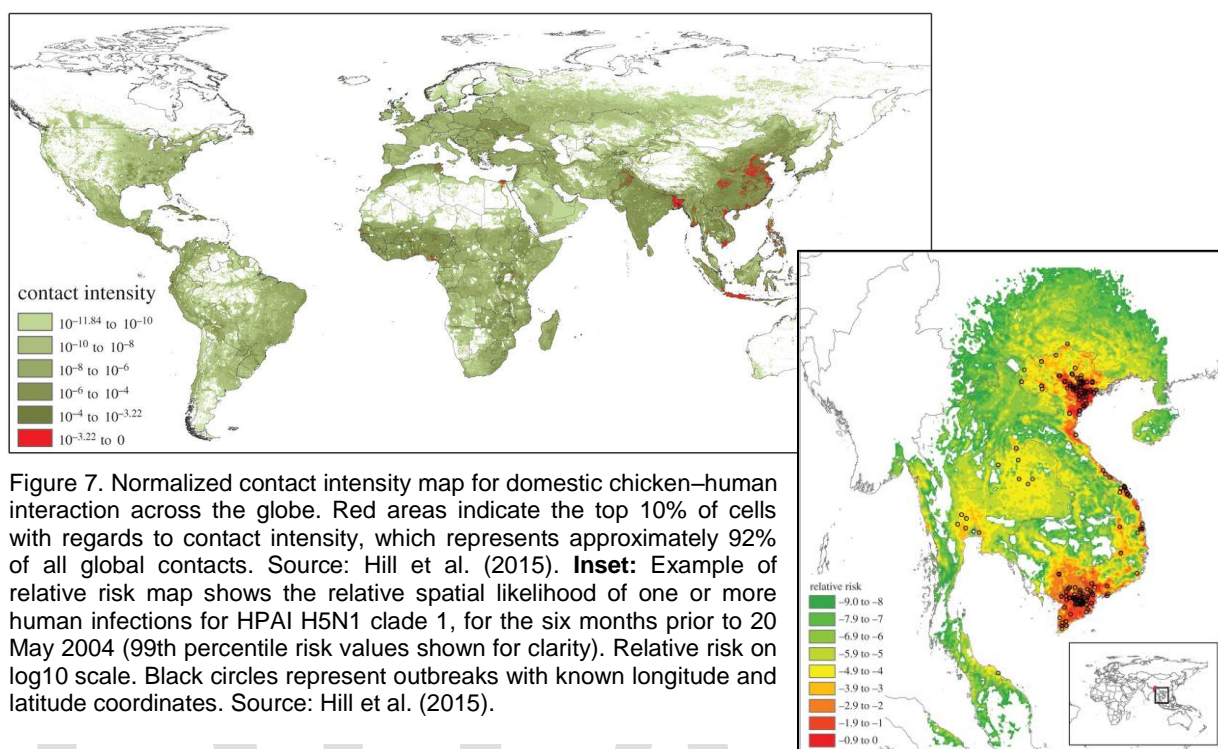 contact intensity
10−11.84 to 10−10
10−10 to 10−8
10−8 to 10−6
10−6 to 10−4
10−4 to 10−3.22
10−3.22 to 0
Figure 7. Normalized contact intensity map for domestic chicken–human
interaction across the globe. Red areas indicate the top 10% of cells
with regards to contact intensity, which represents approximately 92%
of all global contacts. Source: Hill et al. (2015). Inset: Example of
relative risk map shows the relative spatial likelihood of one or more
human infections for HPAI H5N1 clade 1, for the six months prior to 20
May 2004 (99th percentile risk values shown for clarity). Relative risk on
log10 scale. Black circles represent outbreaks with known longitude and
latitude coordinates. Source: Hill et al. (2015).
relative risk
−9.0 to −8
−7.9 to −7
−6.9 to −6
−5.9 to −5
−4.9 to −4
−3.9 to −3
−2.9 to −2
−1.9 to −1
−0.9 to 0